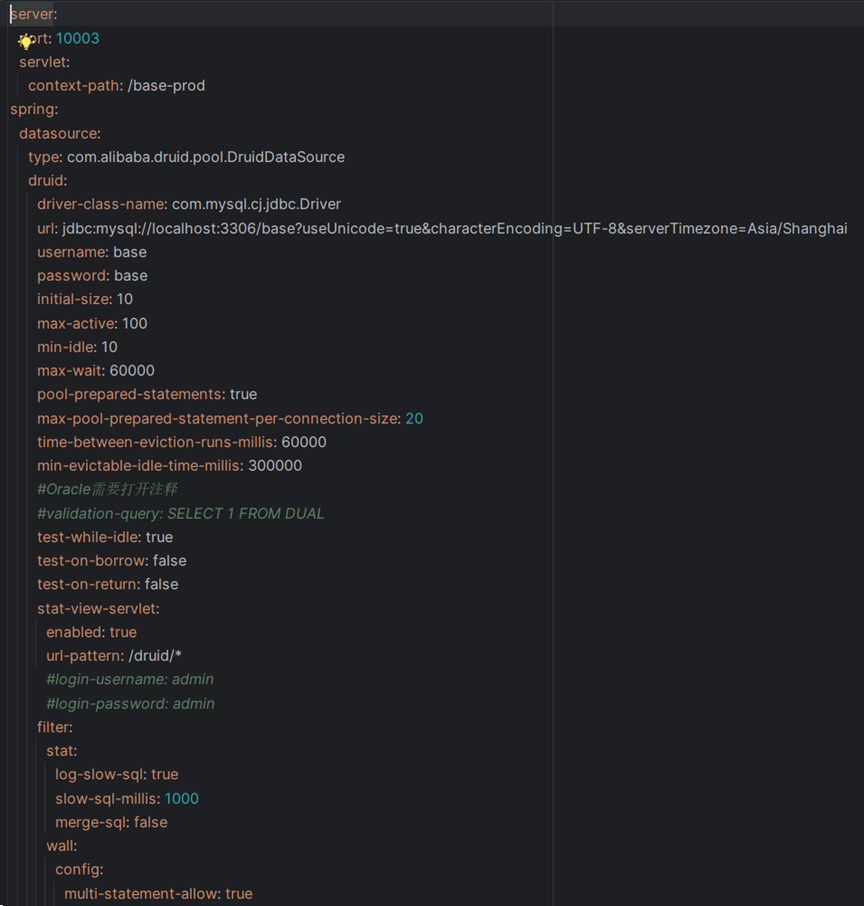 server:
  port: 10003
  servlet:
    context-path: /base-prod
spring:
  datasource:
    type: com.alibaba.druid.pool.DruidDataSource
    druid:
      driver-class-name: com.mysql.cj.jdbc.Driver
      url: jdbc:mysql://localhost:3306/base?useUnicode=true&characterEncoding=UTF-8&serverTimezone=Asia/Shanghai
      username: base
      password: base
      initial-size: 10
      max-active: 100
      min-idle: 10
      max-wait: 60000
      pool-prepared-statements: true
      max-pool-prepared-statement-per-connection-size: 20
      time-between-eviction-runs-millis: 60000
      min-evictable-idle-time-millis: 300000
      #Oracle需要打开注释
      #validation-query: SELECT 1 FROM DUAL
      test-while-idle: true
      test-on-borrow: false
      test-on-return: false
      stat-view-servlet:
        enabled: true
        url-pattern: /druid/*
        #login-username: admin
        #login-password: admin
      filter:
        stat:
          log-slow-sql: true
          slow-sql-millis: 1000
          merge-sql: false
        wall:
          config:
            multi-statement-allow: true